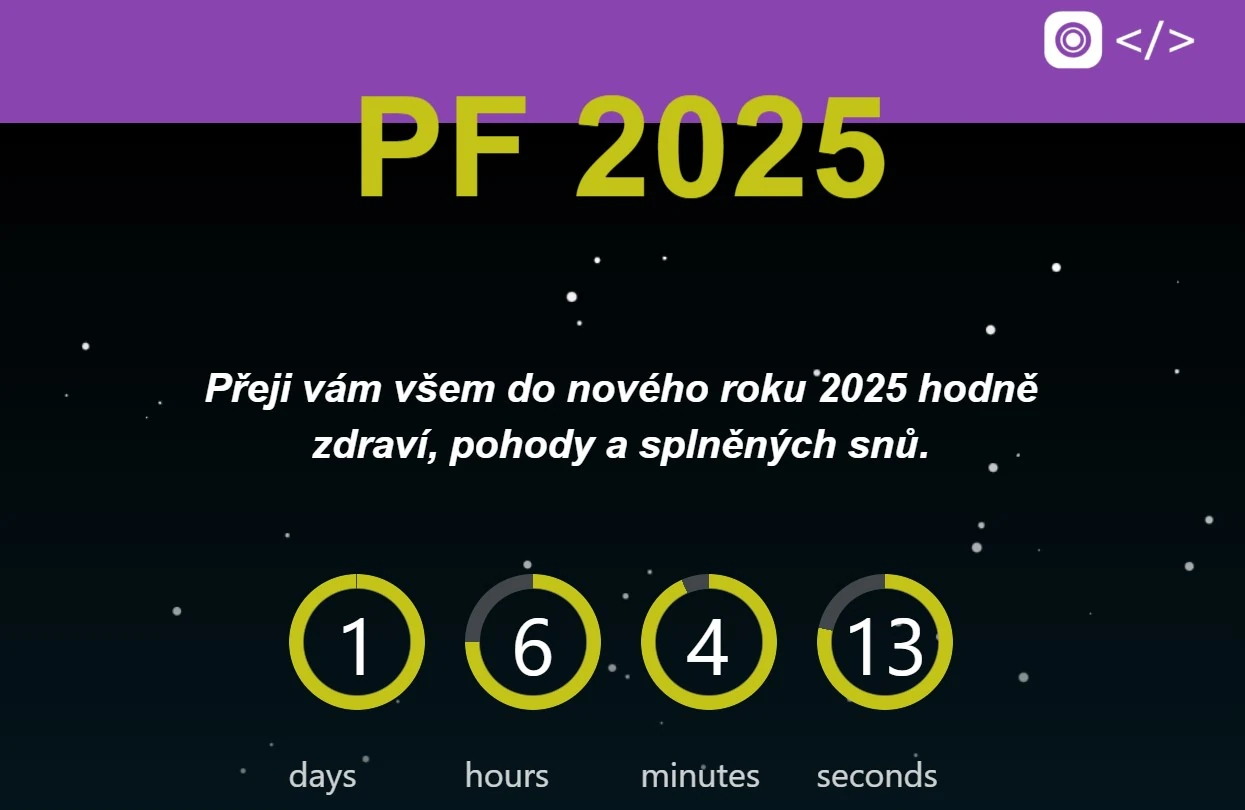 </>
PF 2025
Přeji vám všem do nového roku 2025 hodně
zdraví, pohody a splněných snů.
1 6 4 13
days hours minutes seconds